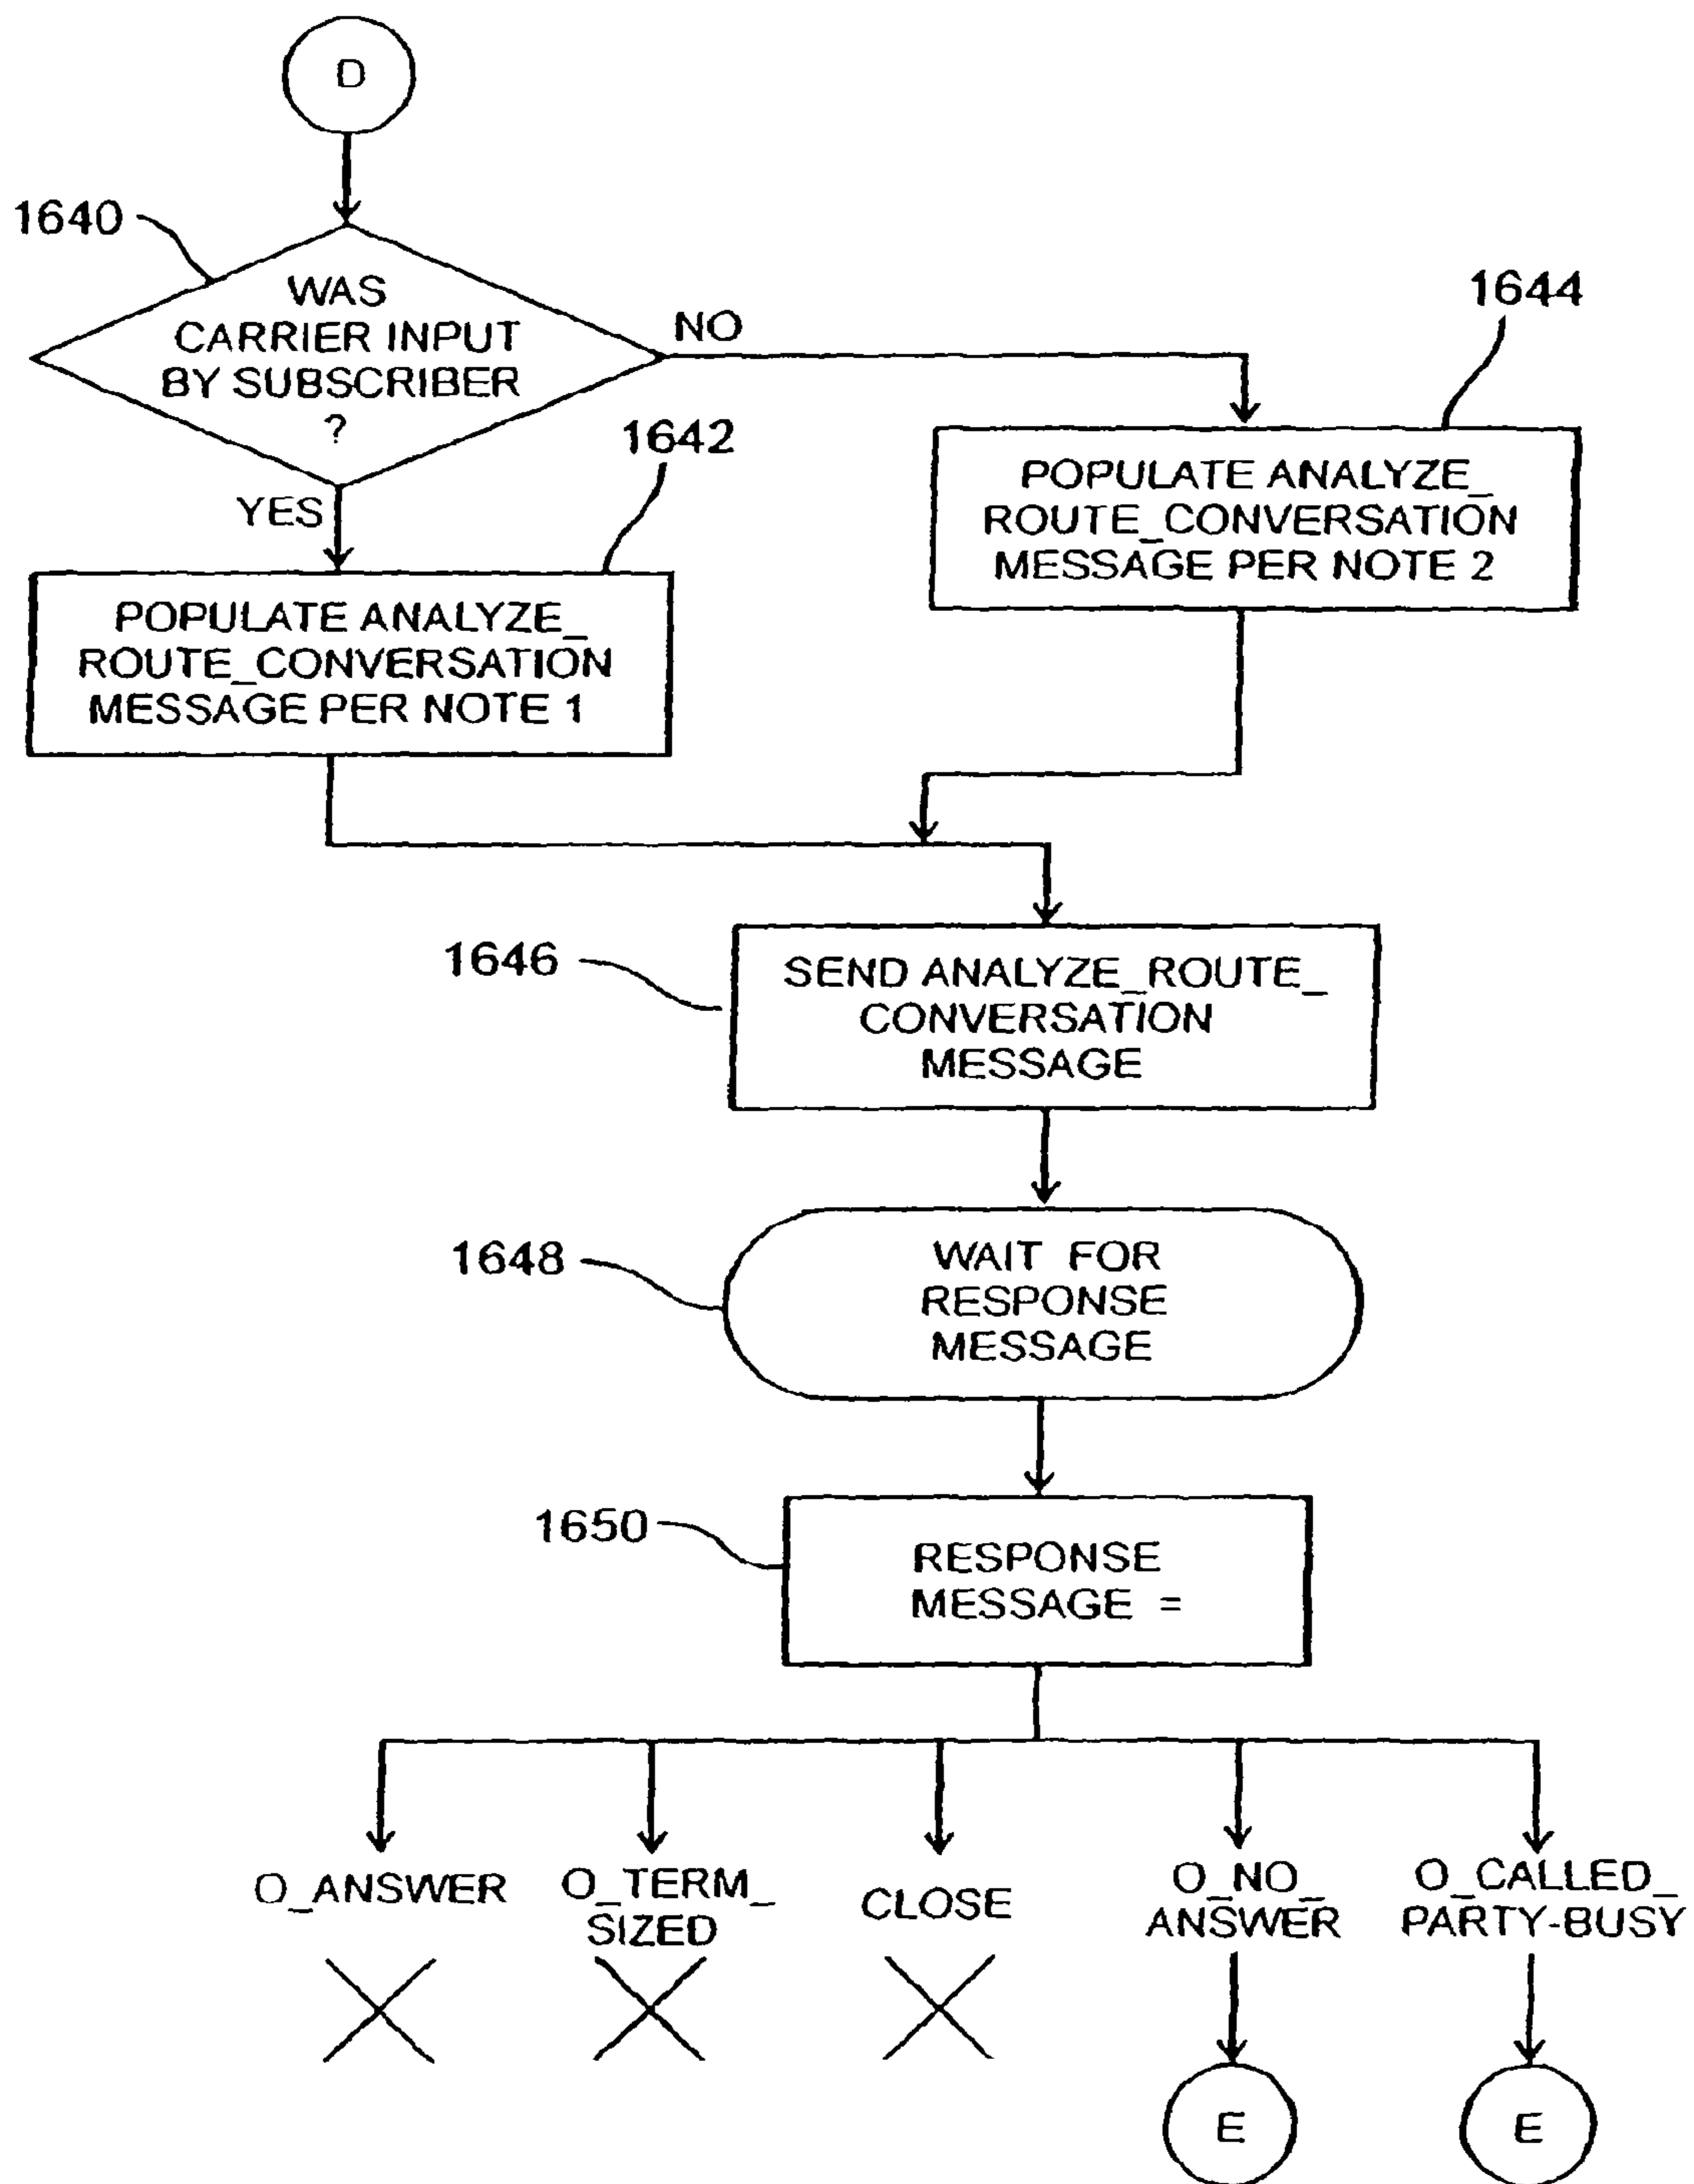 D
1640
WAS
CARRIER INPUT
BY SUBSCRIBER
?
NO
YES
1644
POPULATE ANALYZE_
ROUTE_CONVERSATION
MESSAGE PER NOTE 2
1642
POPULATE ANALYZE_
ROUTE_CONVERSATION
MESSAGE PER NOTE 1
1646
SEND ANALYZE_ROUTE_
CONVERSATION
MESSAGE
1648
WAIT FOR
RESPONSE
MESSAGE
1650
RESPONSE
MESSAGE =
O_ANSWER
O_TERM_
SIZED
CLOSE
O_NO_
ANSWER
O_CALLED_
PARTY-BUSY
E
E